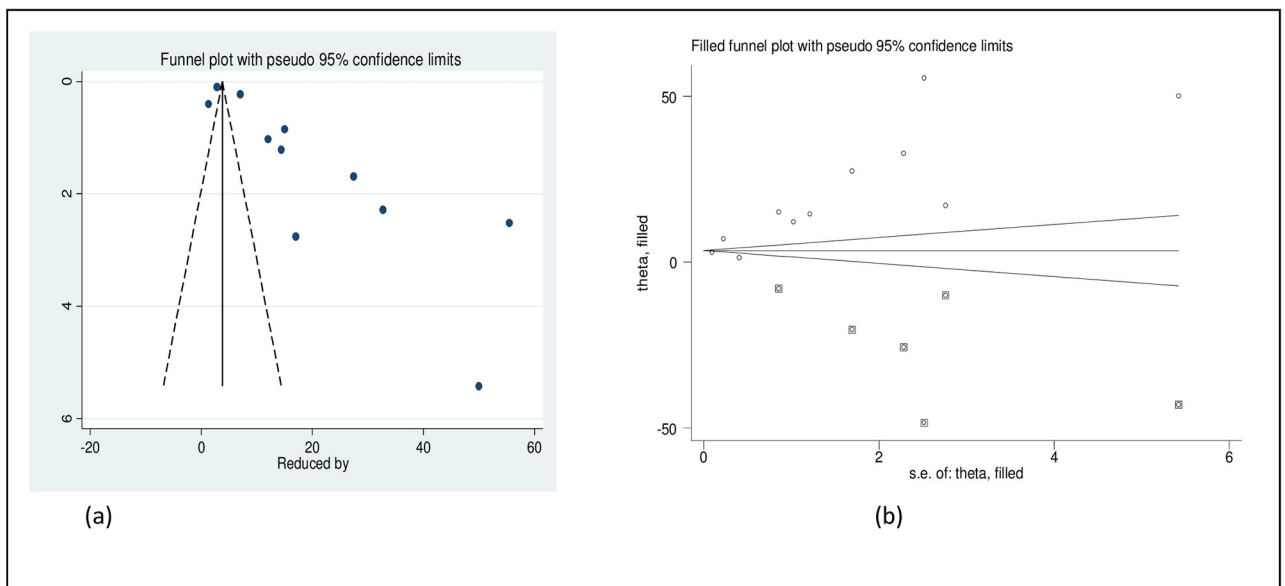 Funnel plot with pseudo 95% confidence limits
0
2
4
6
-20 0 20 40 60
Reduced by
(a)
Filled funnel plot with pseudo 95% confidence limits
theta, filled
50
0
-50
0 2 4 6
s.e. of: theta, filled
(b)